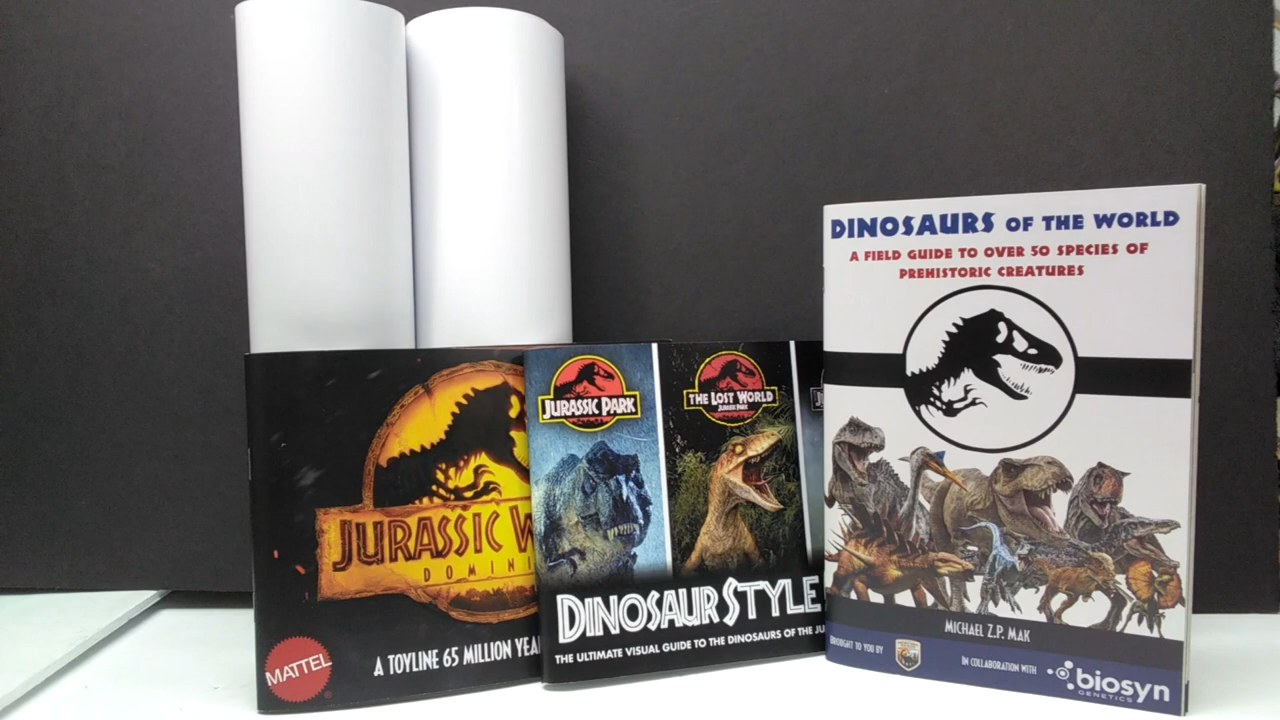 JURASSIC W
DOMINI
MATTEL
A TOYLINE 65 MILLION YEA
JURASSIC PARK
THE LOST WORLD
JURASSIC PARK
DINOSAUR STYLE
THE ULTIMATE VISUAL GUIDE TO THE DINOSAURS OF THE JU
DINOSAURS OF THE WORLD
A FIELD GUIDE TO OVER 50 SPECIES OF
PREHISTORIC CREATURES
MICHAEL Z.P. MAK
BROUGHT TO YOU BY
IN COLLABORATION WITH
biosyn
GENETICS